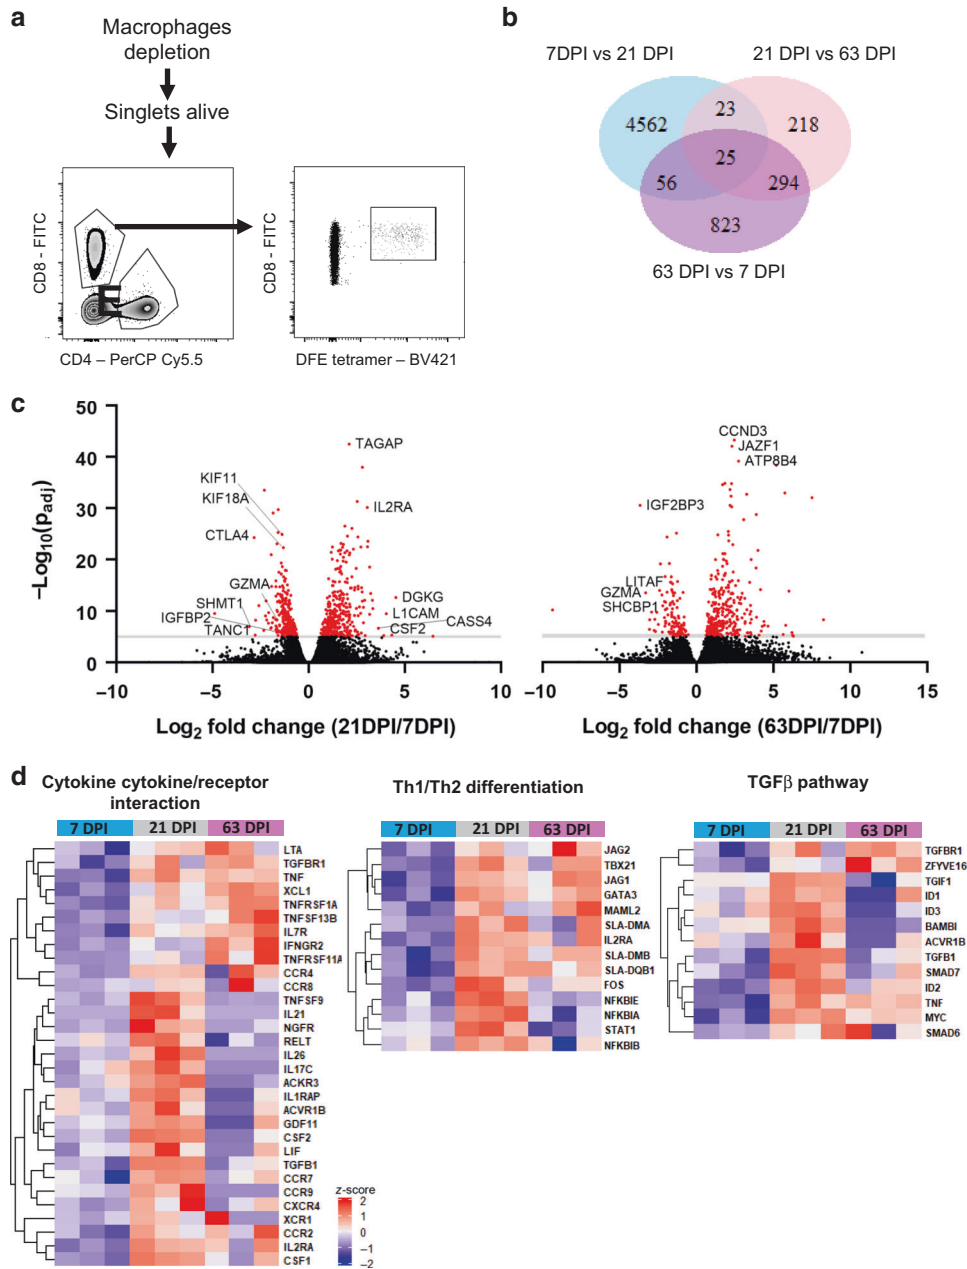 a
Macrophages
depletion
Singlets alive
CD8 - FITC
E
CD4 – PerCP Cy5.5
CD8 - FITC
DFE tetramer – BV421
b
7DPI vs 21 DPI
21 DPI vs 63 DPI
4562
23
218
25
56
294
823
63 DPI vs 7 DPI
c
–Log10(padj)
50
40
30
20
10
0
–10
–5
0
5
10
TAGAP
KIF11
KIF18A
IL2RA
CTLA4
GZMA
DGKG
SHMT1
L1CAM
IGFBP2
CASS4
TANC1
CSF2
Log2 fold change (21DPI/7DPI)
CCND3
JAZF1
ATP8B4
IGF2BP3
LITAF
GZMA
SHCBP1
–10
–5
0
5
10
15
Log2 fold change (63DPI/7DPI)
d
Cytokine cytokine/receptor
interaction
7 DPI
21 DPI
63 DPI
LTA
TGFBR1
TNF
XCL1
TNFRSF1A
TNFSF13B
IL7R
IFNGR2
TNFRSF11A
CCR4
CCR8
TNFSF9
IL21
NGFR
RELT
IL26
IL17C
ACKR3
IL1RAP
ACVR1B
GDF11
CSF2
LIF
TGFB1
CCR7
CCR9
CXCR4
XCR1
CCR2
IL2RA
CSF1
z-score
2
1
0
–1
–2
Th1/Th2 differentiation
7 DPI
21 DPI
63 DPI
JAG2
TBX21
JAG1
GATA3
MAML2
SLA-DMA
IL2RA
SLA-DMB
SLA-DQB1
FOS
NFKBIE
NFKBIA
STAT1
NFKBIB
TGFβ pathway
7 DPI
21 DPI
63 DPI
TGFBR1
ZFYVE16
TGIF1
ID1
ID3
BAMBI
ACVR1B
TGFB1
SMAD7
ID2
TNF
MYC
SMAD6